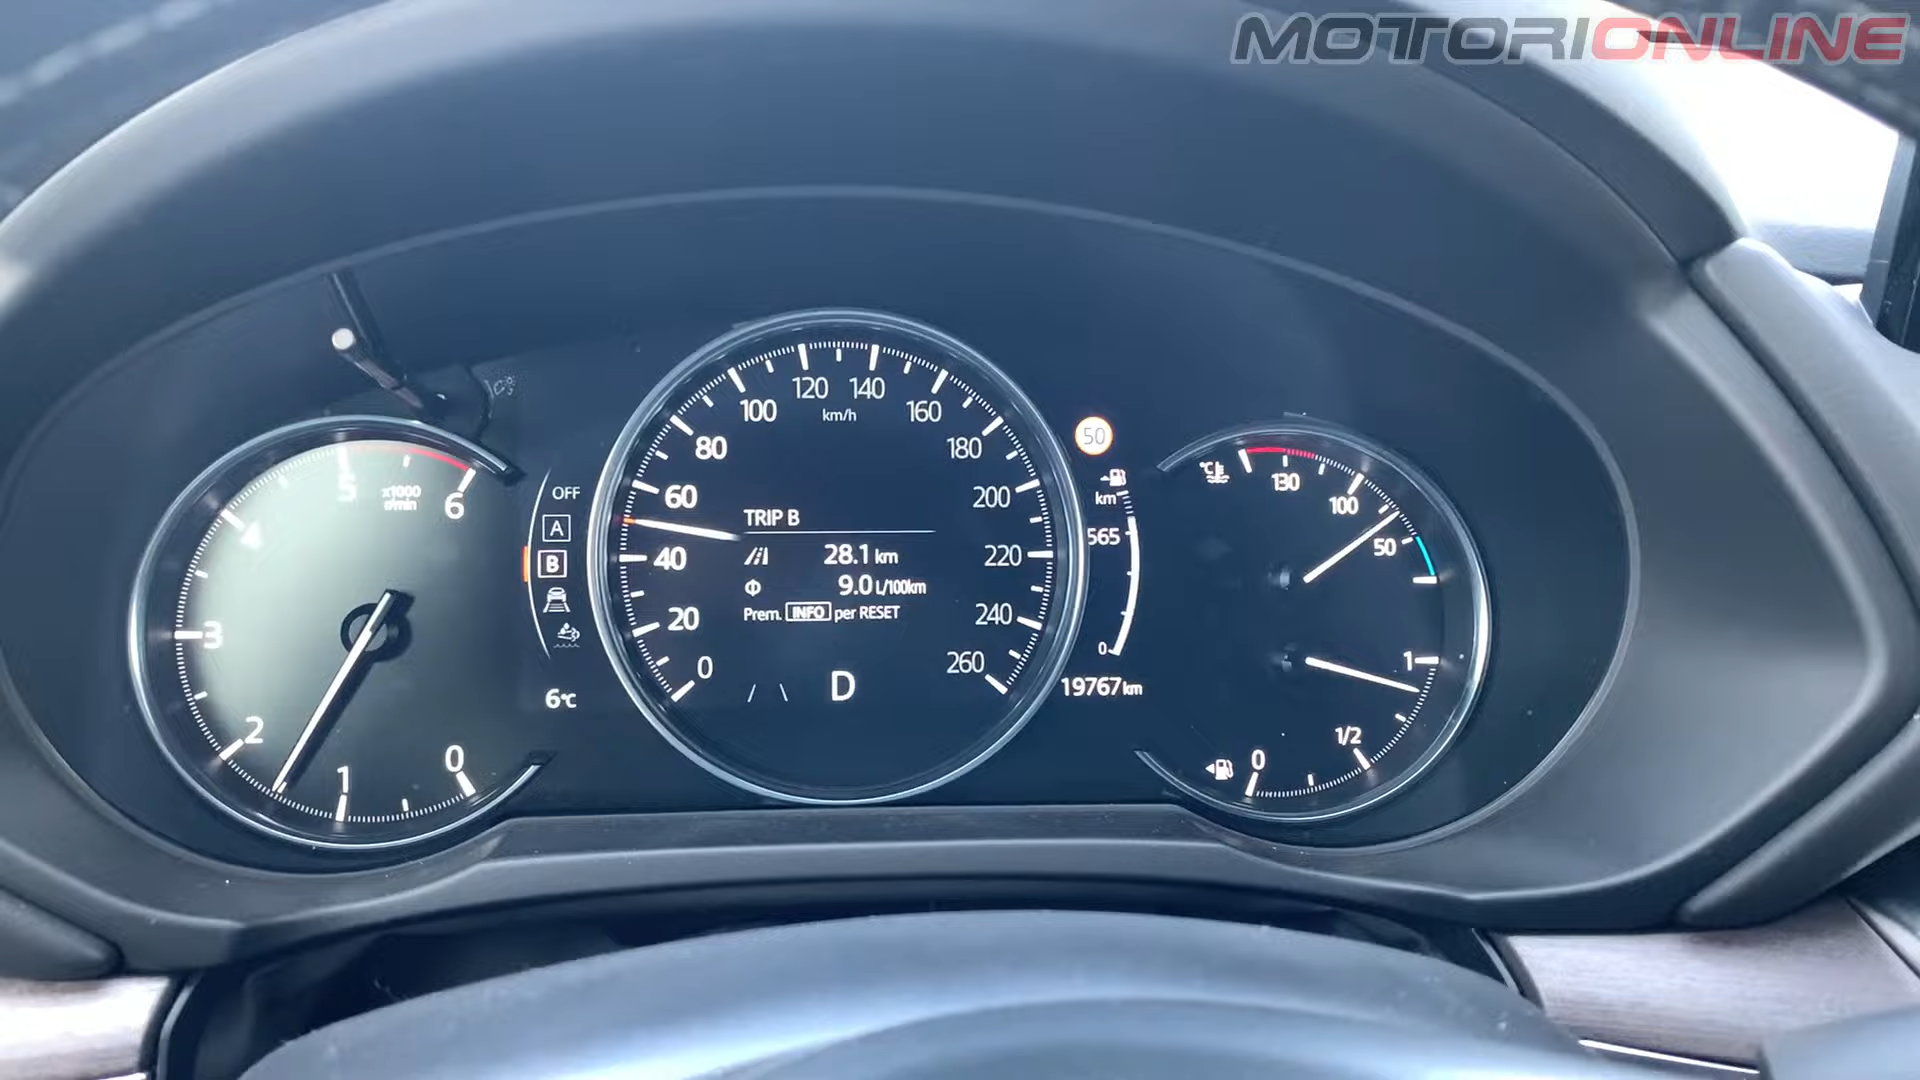 MOTORIONLINE
5
x1000
r/min
6
4
3
2
1
0
OFF
A
B
6°C
120
140
km/h
100
160
80
180
60
200
TRIP B
40
28.1 km
220
9.0 L/100km
Prem. INFO per RESET
20
240
0
260
D
50
km
565
0
19767 km
°C
130
100
50
1
1/2
0